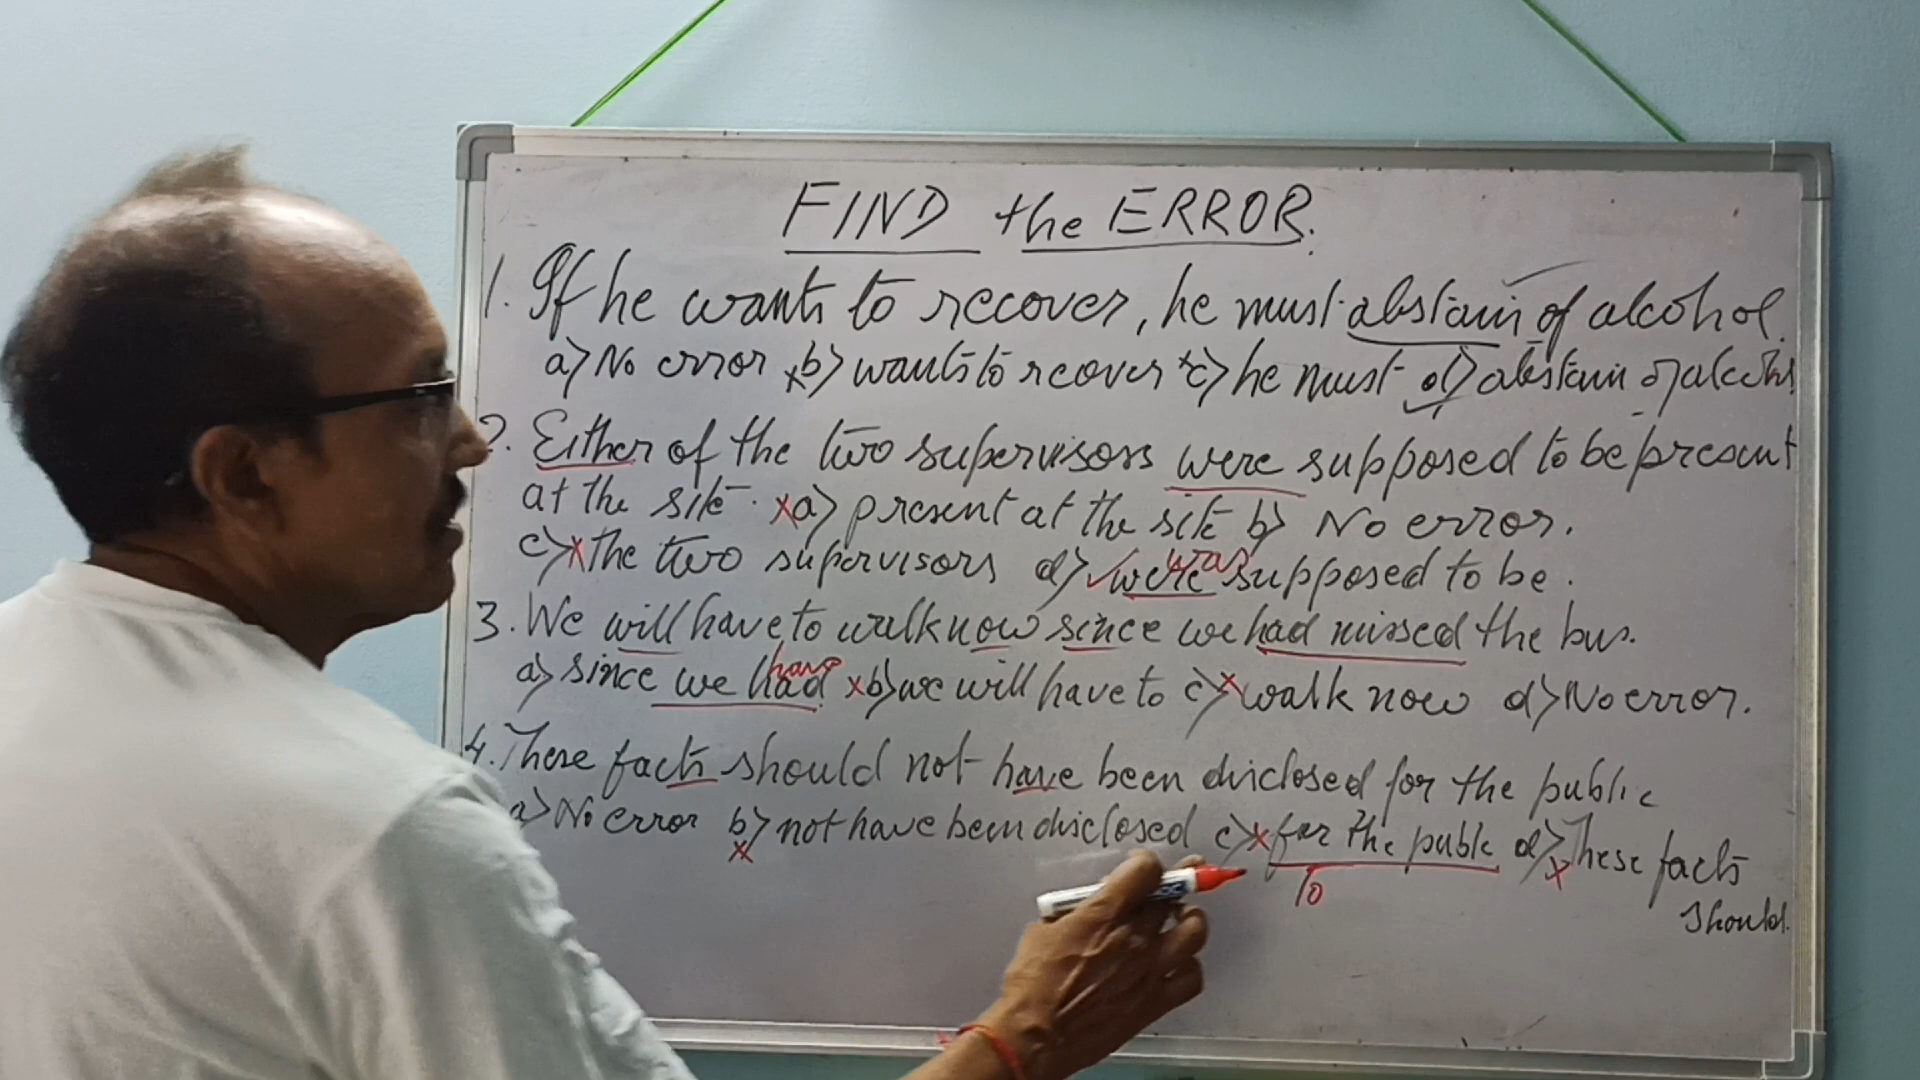 FIND the ERROR.
1. If he wants to recover, he must abstain of alcohol.
a) No error x b) wants to recover x c) he must d) abstain of alcohol
2. Either of the two supervisors were supposed to be present
at the site. x a) present at the site b) No error.
was
c) x the two supervisors d) ✓ were supposed to be.
3. We will have to walk now since we had missed the bus.
have
a) since we had x b) we will have to c) x walk now d) No error.
4. These facts should not have been disclosed for the public
a) No error b) x not have been disclosed c) x for the public d) x These facts
To
should.